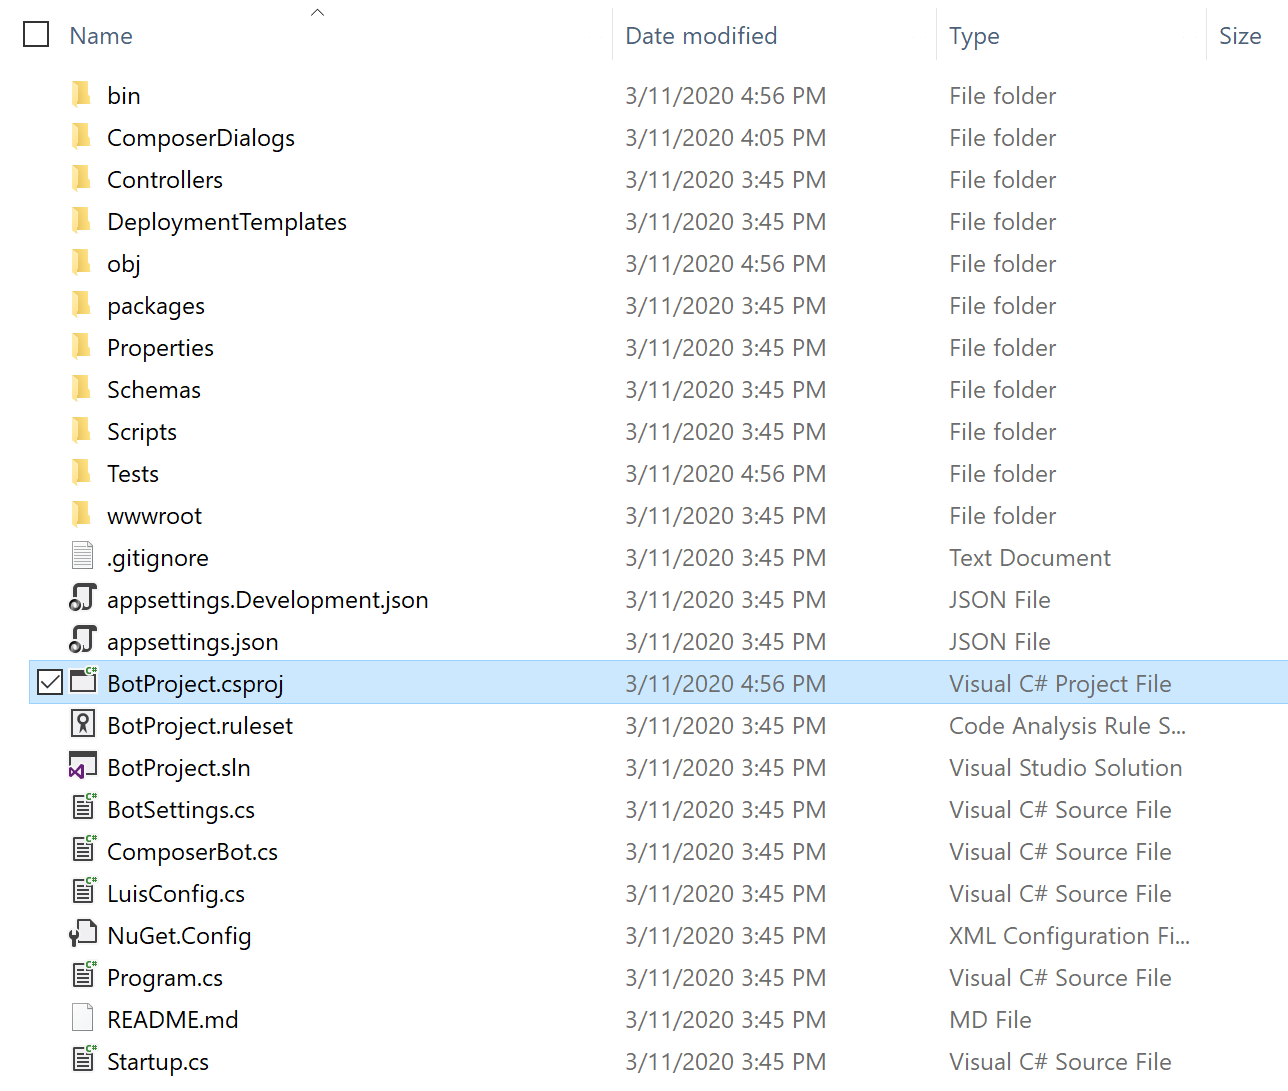 Name Date modified Type Size
bin 3/11/2020 4:56 PM File folder
ComposerDialogs 3/11/2020 4:05 PM File folder
Controllers 3/11/2020 3:45 PM File folder
DeploymentTemplates 3/11/2020 3:45 PM File folder
obj 3/11/2020 4:56 PM File folder
packages 3/11/2020 3:45 PM File folder
Properties 3/11/2020 3:45 PM File folder
Schemas 3/11/2020 3:45 PM File folder
Scripts 3/11/2020 3:45 PM File folder
Tests 3/11/2020 4:56 PM File folder
wwwroot 3/11/2020 3:45 PM File folder
.gitignore 3/11/2020 3:45 PM Text Document
appsettings.Development.json 3/11/2020 3:45 PM JSON File
appsettings.json 3/11/2020 3:45 PM JSON File
BotProject.csproj 3/11/2020 4:56 PM Visual C# Project File
BotProject.ruleset 3/11/2020 3:45 PM Code Analysis Rule S...
BotProject.sln 3/11/2020 3:45 PM Visual Studio Solution
BotSettings.cs 3/11/2020 3:45 PM Visual C# Source File
ComposerBot.cs 3/11/2020 3:45 PM Visual C# Source File
LuisConfig.cs 3/11/2020 3:45 PM Visual C# Source File
NuGet.Config 3/11/2020 3:45 PM XML Configuration Fi...
Program.cs 3/11/2020 3:45 PM Visual C# Source File
README.md 3/11/2020 3:45 PM MD File
Startup.cs 3/11/2020 3:45 PM Visual C# Source File